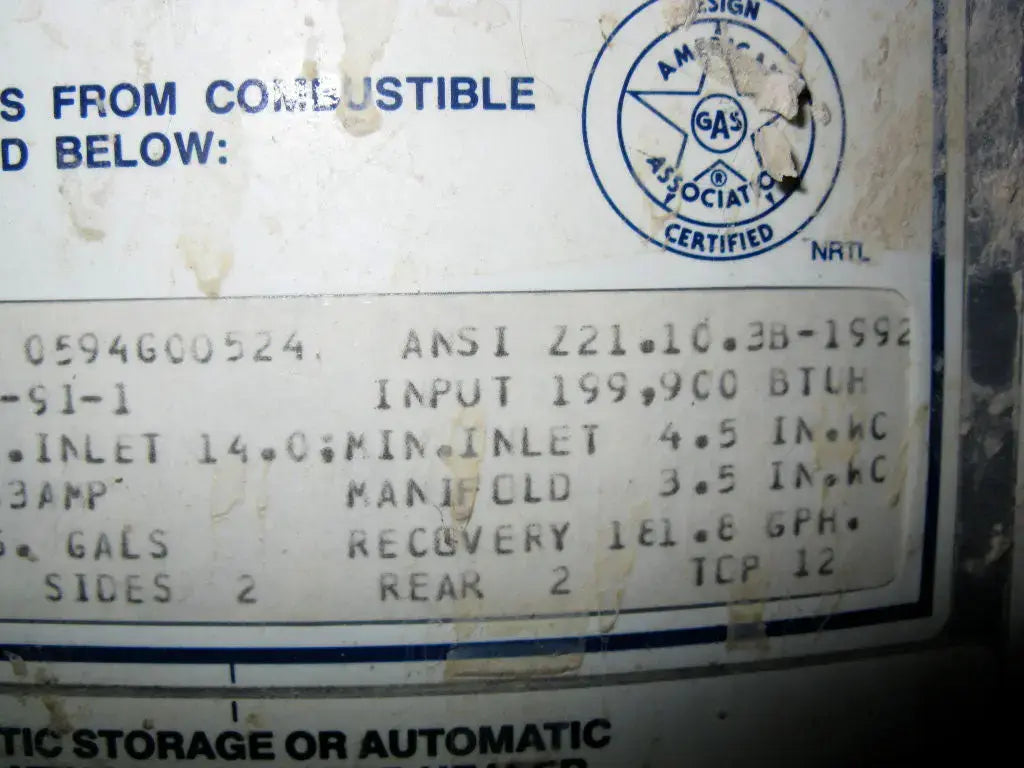 DESIGN
AMERICAN
GAS
®
ASSOCIATION
CERTIFIED
NRTL
S FROM COMBUSTIBLE
D BELOW:
0594G00524. ANSI Z21.10.3B-1992
-91-1 INPUT 199,900 BTUH
.INLET 14.0;MIN.INLET 4.5 IN.WC
3AMP MANIFOLD 3.5 IN.WC
GALS RECOVERY 181.8 GPH.
SIDES 2 REAR 2 TOP 12
TIC STORAGE OR AUTOMATIC